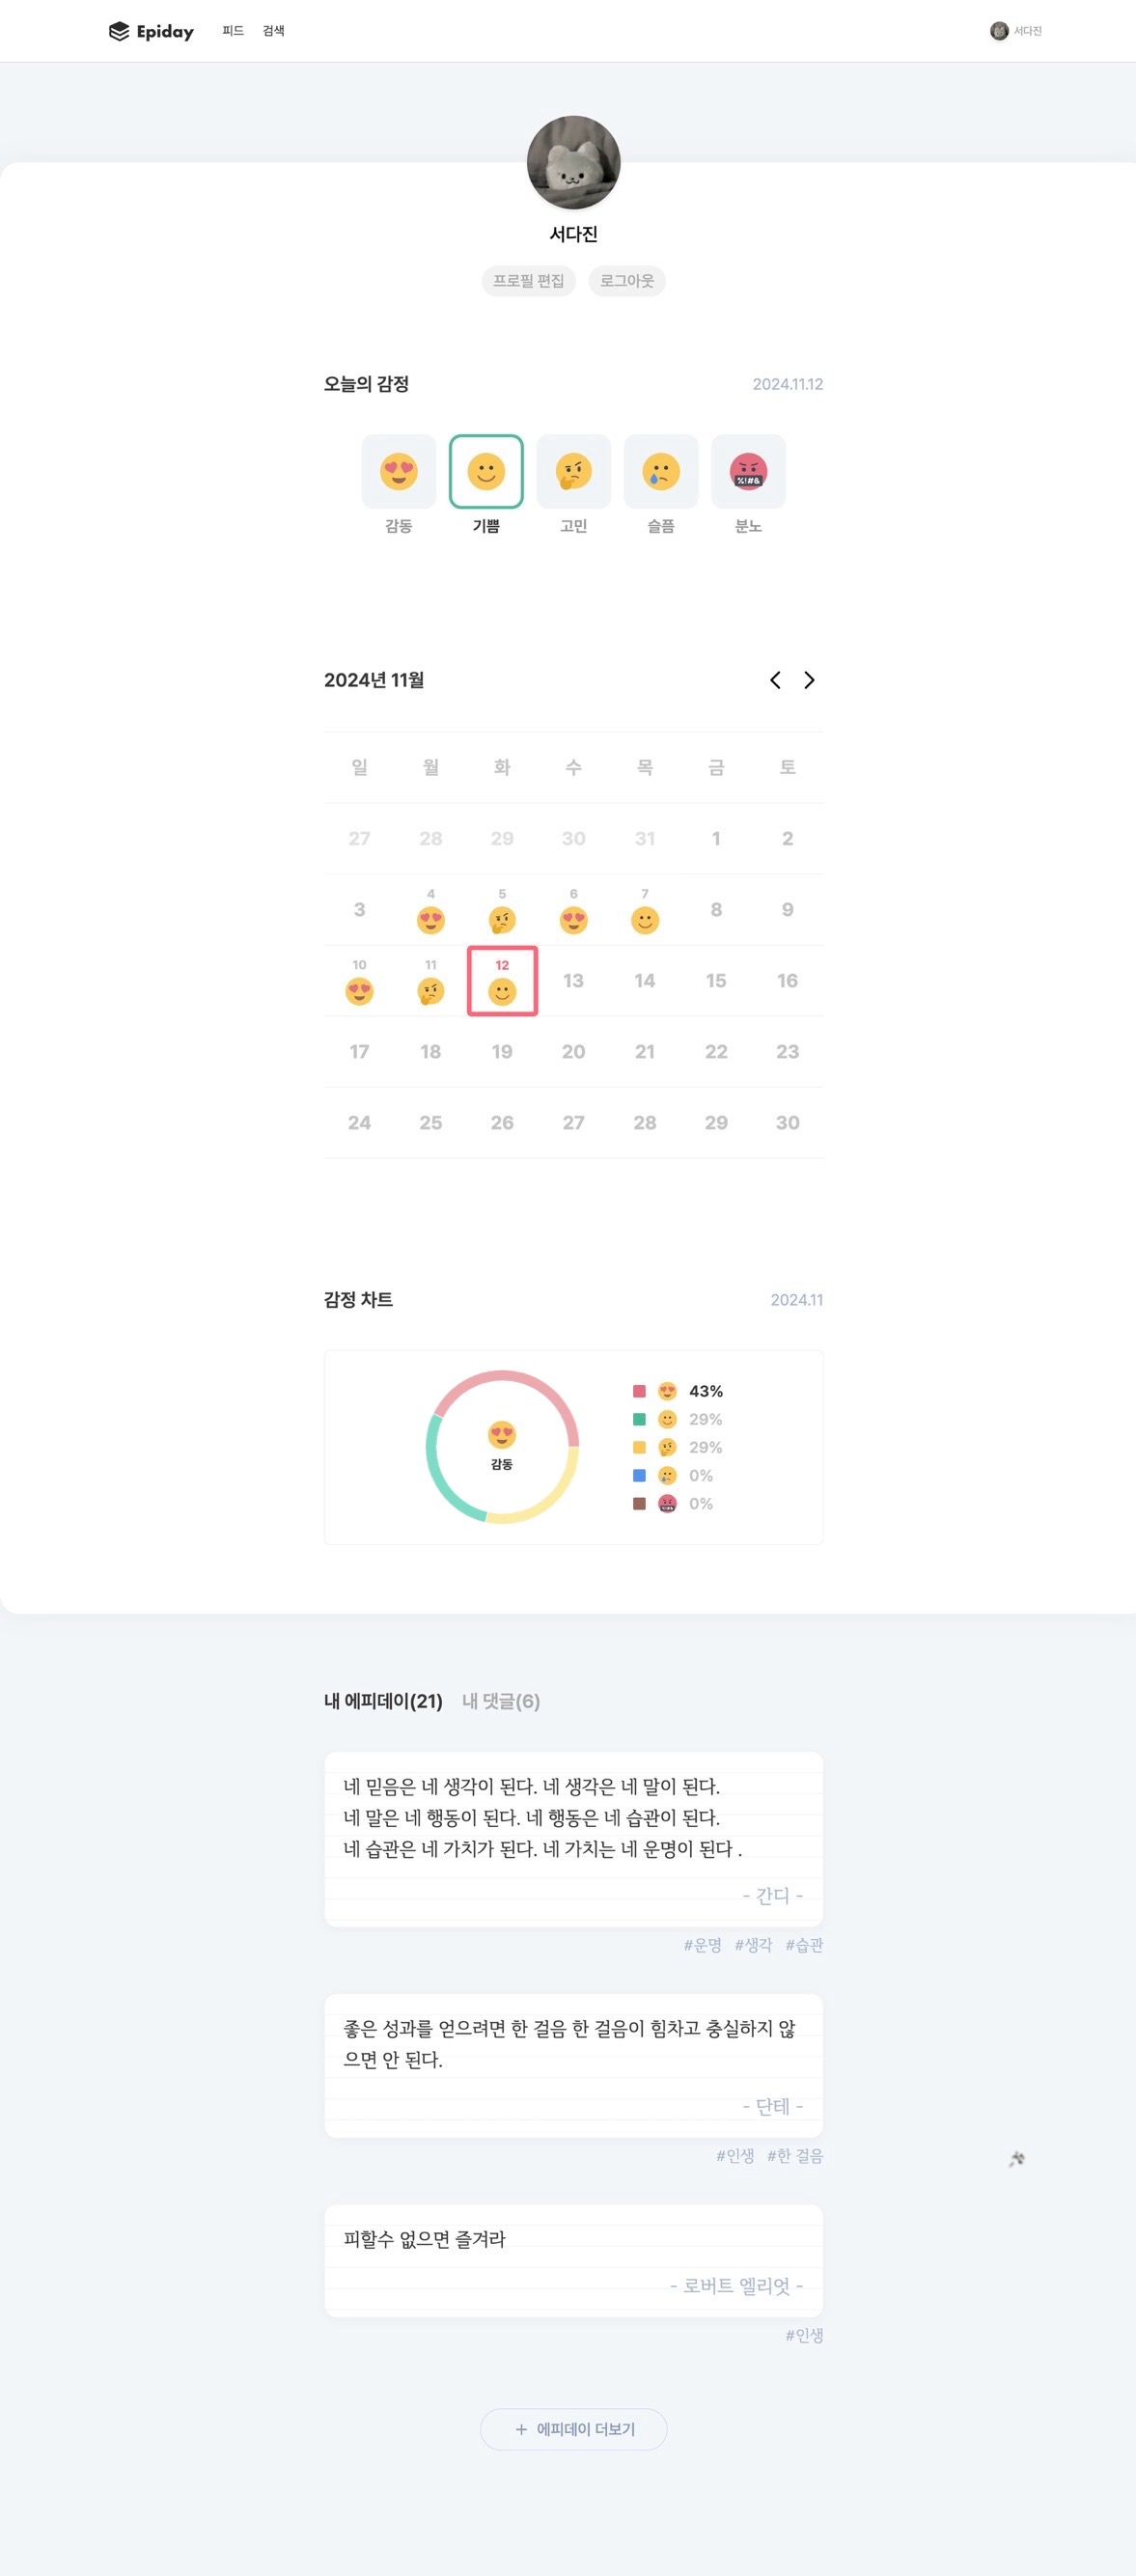 Epiday 피드 검색 서다진
서다진
프로필 편집 로그아웃
오늘의 감정 2024.11.12
%!#&
감동 기쁨 고민 슬픔 분노
2024년 11월
일 월 화 수 목 금 토
27 28 29 30 31 1 2
3 4 5 6 7 8 9
10 11 12 13 14 15 16
17 18 19 20 21 22 23
24 25 26 27 28 29 30
감정 차트 2024.11
감동
43%
29%
29%
0%
0%
내 에피데이(21) 내 댓글(6)
네 믿음은 네 생각이 된다. 네 생각은 네 말이 된다.
네 말은 네 행동이 된다. 네 행동은 네 습관이 된다.
네 습관은 네 가치가 된다. 네 가치는 네 운명이 된다 .
- 간디 -
#운명 #생각 #습관
좋은 성과를 얻으려면 한 걸음 한 걸음이 힘차고 충실하지 않
으면 안 된다.
- 단테 -
#인생 #한 걸음
피할수 없으면 즐겨라
- 로버트 엘리엇 -
#인생
+ 에피데이 더보기